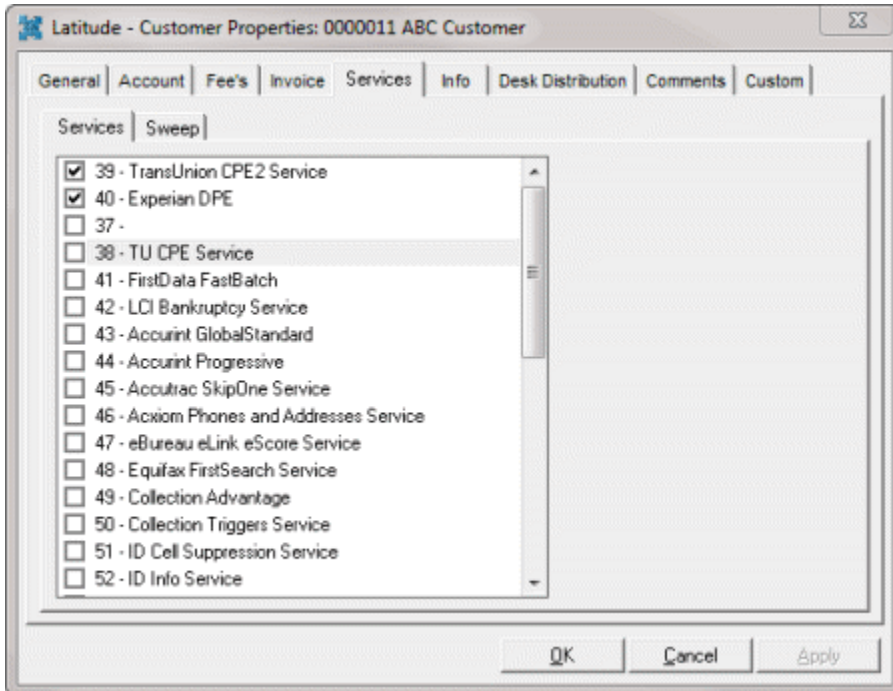 Latitude - Customer Properties: 0000011 ABC Customer
General Account Fee's Invoice Services Info Desk Distribution Comments Custom
Services Sweep
39 - TransUnion CPE2 Service
40 - Experian DPE
37 -
38 - TU CPE Service
41 - FirstData FastBatch
42 - LCI Bankruptcy Service
43 - Accurint GlobalStandard
44 - Accurint Progressive
45 - Accutrac SkipOne Service
46 - Acxiom Phones and Addresses Service
47 - eBureau eLink eScore Service
48 - Equifax FirstSearch Service
49 - Collection Advantage
50 - Collection Triggers Service
51 - ID Cell Suppression Service
52 - ID Info Service
OK Cancel Apply